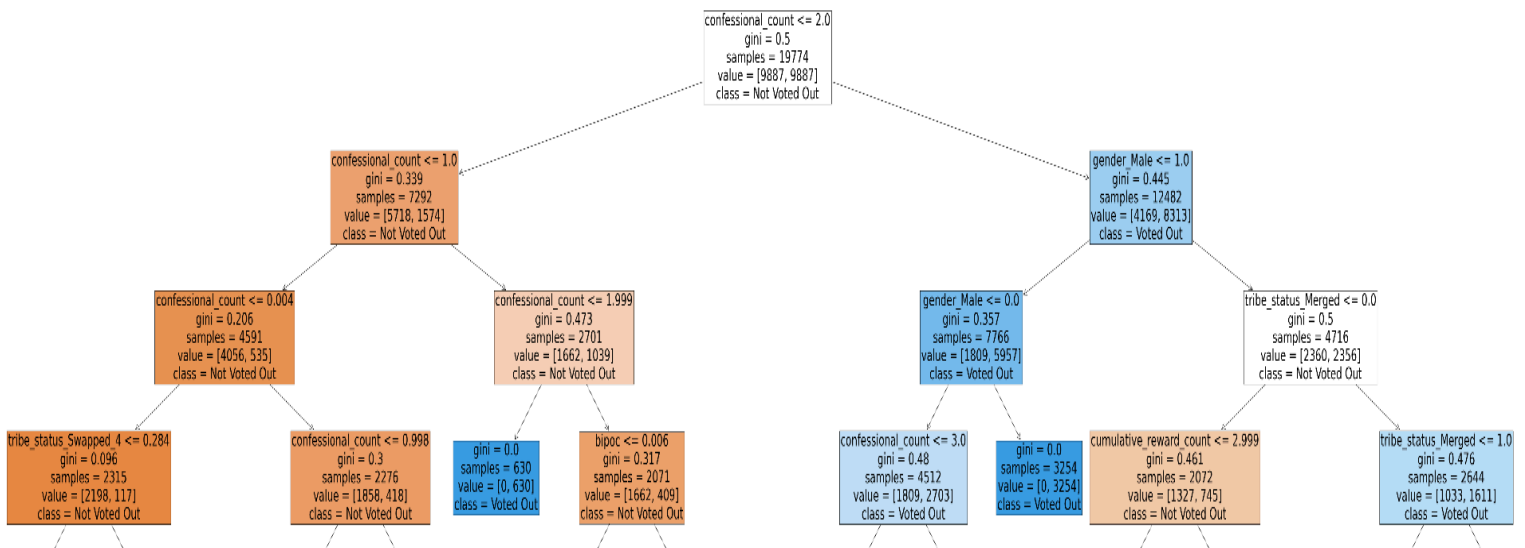 confessional_count <= 2.0
gini = 0.5
samples = 19774
value = [9887, 9887]
class = Not Voted Out
confessional_count <= 1.0
gini = 0.339
samples = 7292
value = [5718, 1574]
class = Not Voted Out
gender_Male <= 1.0
gini = 0.445
samples = 12482
value = [4169, 8313]
class = Voted Out
confessional_count <= 0.004
gini = 0.206
samples = 4591
value = [4056, 535]
class = Not Voted Out
confessional_count <= 1.999
gini = 0.473
samples = 2701
value = [1662, 1039]
class = Not Voted Out
gender_Male <= 0.0
gini = 0.357
samples = 7766
value = [1809, 5957]
class = Voted Out
tribe_status_Merged <= 0.0
gini = 0.5
samples = 4716
value = [2360, 2356]
class = Not Voted Out
tribe_status_Swapped_4 <= 0.284
gini = 0.096
samples = 2315
value = [2198, 117]
class = Not Voted Out
confessional_count <= 0.998
gini = 0.3
samples = 2276
value = [1858, 418]
class = Not Voted Out
gini = 0.0
samples = 630
value = [0, 630]
class = Voted Out
bipoc <= 0.006
gini = 0.317
samples = 2071
value = [1662, 409]
class = Not Voted Out
confessional_count <= 3.0
gini = 0.48
samples = 4512
value = [1809, 2703]
class = Voted Out
gini = 0.0
samples = 3254
value = [0, 3254]
class = Voted Out
cumulative_reward_count <= 2.999
gini = 0.461
samples = 2072
value = [1327, 745]
class = Not Voted Out
tribe_status_Merged <= 1.0
gini = 0.476
samples = 2644
value = [1033, 1611]
class = Voted Out